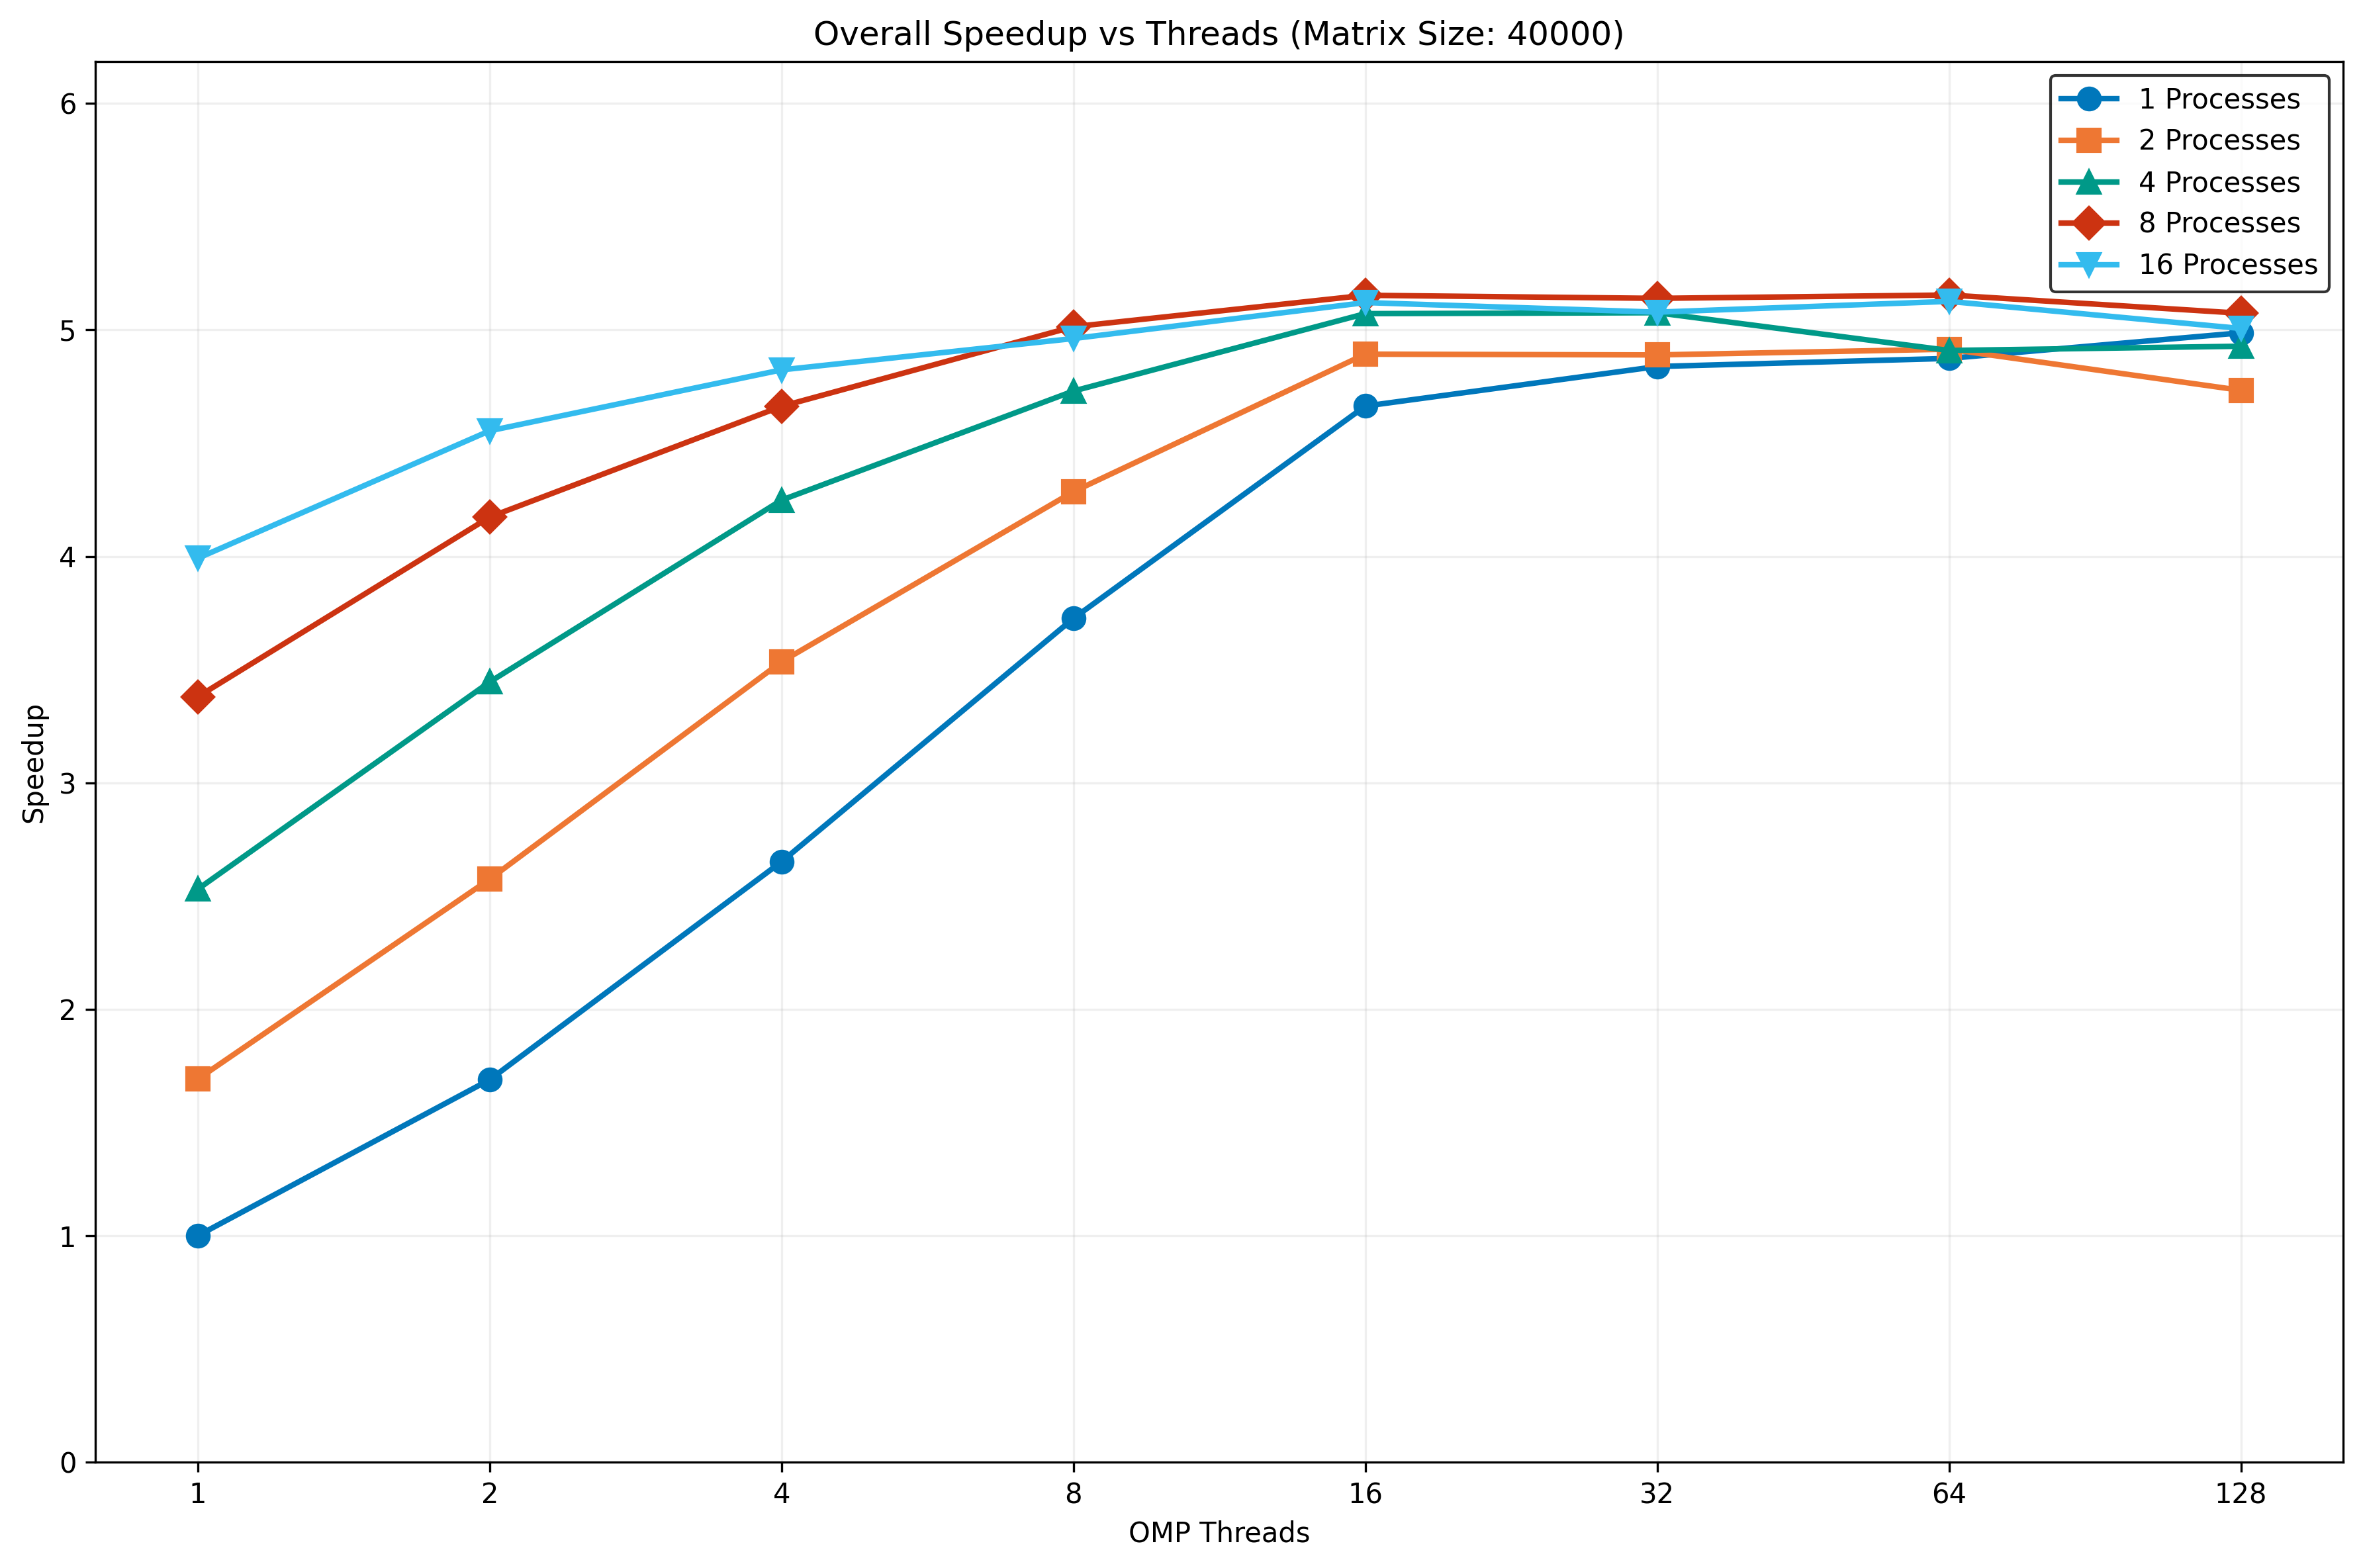 Overall Speedup vs Threads (Matrix Size: 40000)
6
5
4
3
2
1
0
Speedup
1 Processes
2 Processes
4 Processes
8 Processes
16 Processes
1 2 4 8 16 32 64 128
OMP Threads